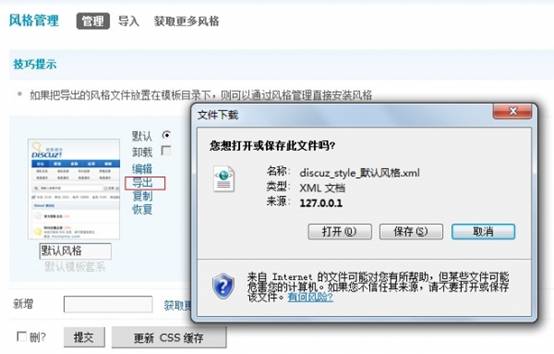 风格管理 管理 导入 获取更多风格
技巧提示
如果把导出的风格文件放置在模板目录下，则可以通过风格管理直接安装风格
默认
卸载
编辑
导出
复制
恢复
DISCUZ!
默认风格
默认模板套系
文件下载
您想打开或保存此文件吗?
名称: discuz_style_默认风格.xml
类型: XML 文档
来源: 127.0.0.1
打开(O) 保存(S) 取消
来自 Internet 的文件可能对您有所帮助，但某些文件可能
危害您的计算机。如果您不信任其来源，请不要打开或保存
该文件。有何风险?
新增 获取更
删? 提交 更新 CSS 缓存